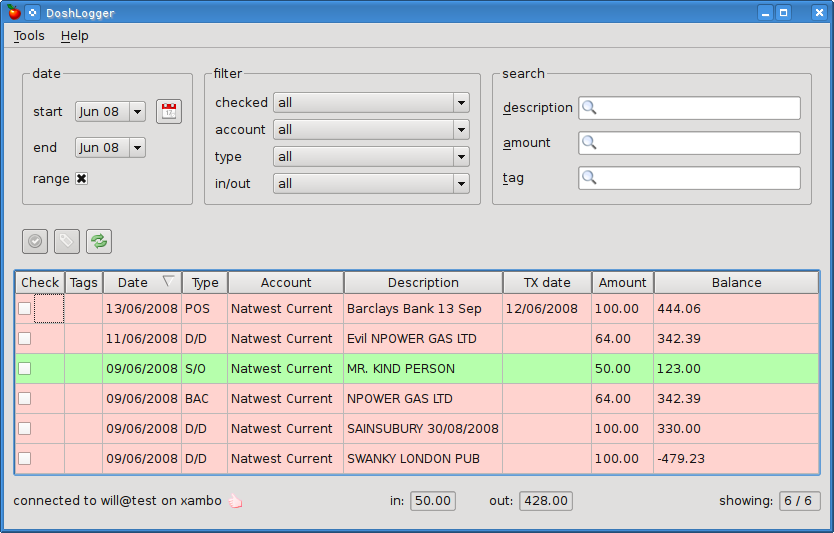 DoshLogger
Tools Help
date
start Jun 08
end Jun 08
range
filter
checked all
account all
type all
in/out all
search
description
amount
tag
Check Tags Date Type Account Description TX date Amount Balance
13/06/2008 POS Natwest Current Barclays Bank 13 Sep 12/06/2008 100.00 444.06
11/06/2008 D/D Natwest Current Evil NPOWER GAS LTD 64.00 342.39
09/06/2008 S/O Natwest Current MR. KIND PERSON 50.00 123.00
09/06/2008 BAC Natwest Current NPOWER GAS LTD 64.00 342.39
09/06/2008 D/D Natwest Current SAINSUBURY 30/08/2008 100.00 330.00
09/06/2008 D/D Natwest Current SWANKY LONDON PUB 100.00 -479.23
connected to will@test on xambo in: 50.00 out: 428.00 showing: 6 / 6